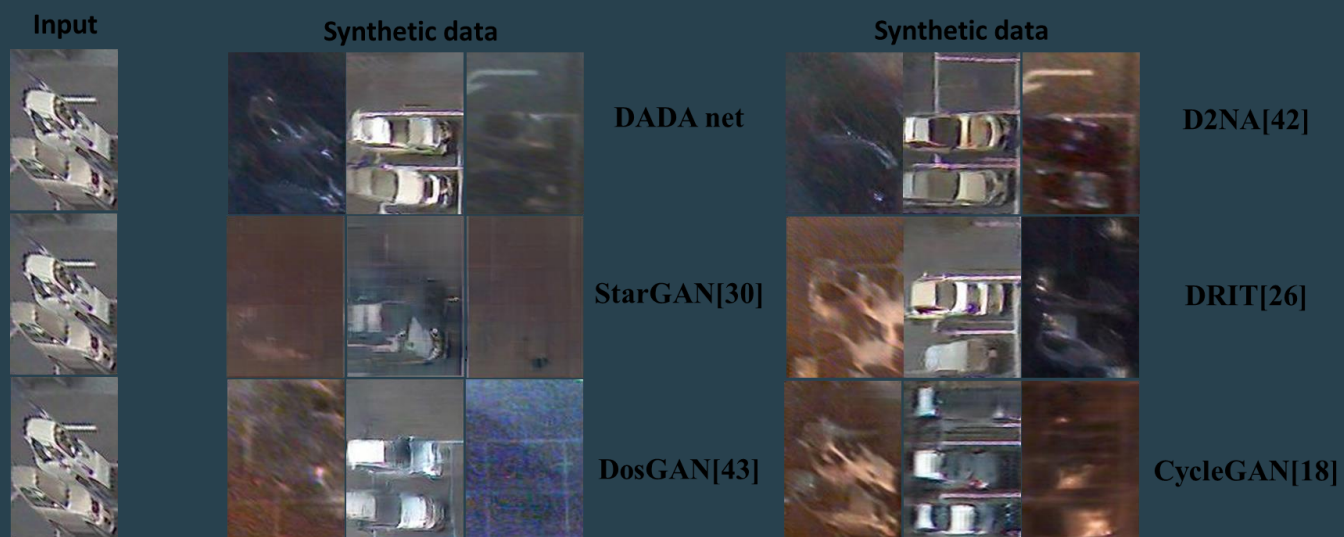 Input
Synthetic data
Synthetic data
DADA net
D2NA[42]
StarGAN[30]
DRIT[26]
DosGAN[43]
CycleGAN[18]